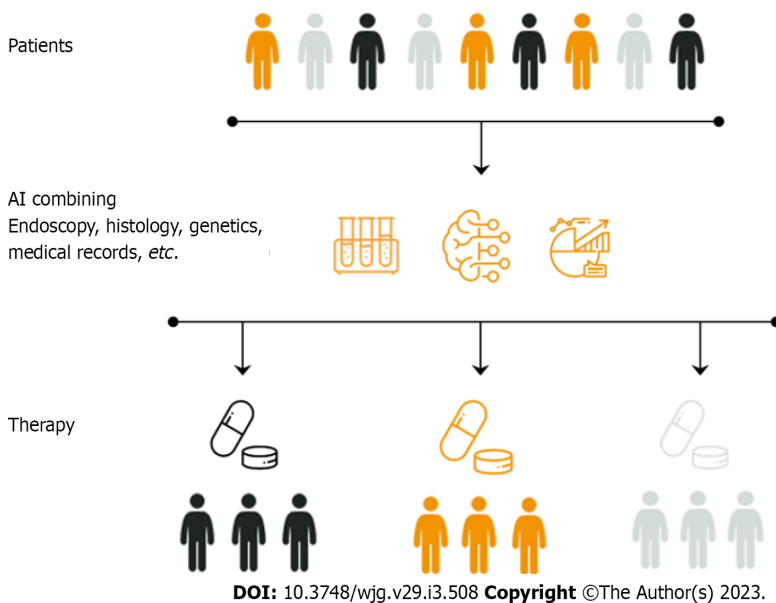 Patients
AI combining
Endoscopy, histology, genetics,
medical records, etc.
Therapy
DOI: 10.3748/wjg.v29.i3.508 Copyright ©The Author(s) 2023.